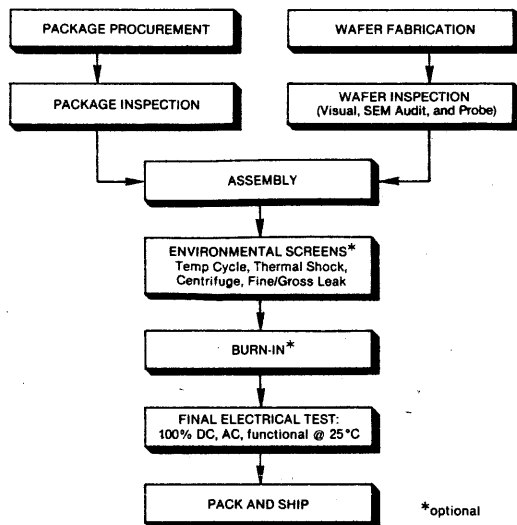 PACKAGE PROCUREMENT
WAFER FABRICATION
PACKAGE INSPECTION
WAFER INSPECTION
(Visual, SEM Audit, and Probe)
ASSEMBLY
ENVIRONMENTAL SCREENS*
Temp Cycle, Thermal Shock,
Centrifuge, Fine/Gross Leak
BURN-IN*
FINAL ELECTRICAL TEST:
100% DC, AC, functional @ 25°C
PACK AND SHIP
*optional